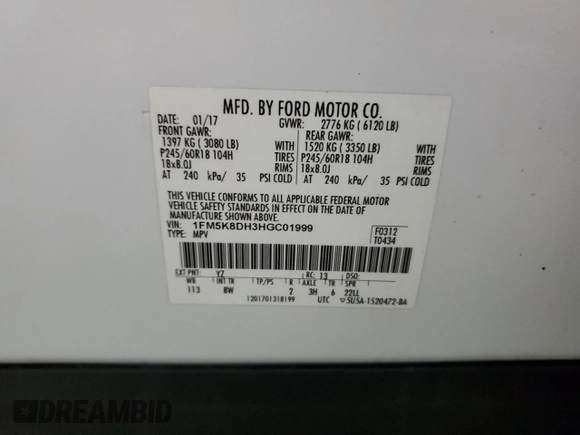 MFD. BY FORD MOTOR CO.
DATE: 01/17 GVWR: 2776 KG ( 6120 LB)
FRONT GAWR: REAR GAWR:
1397 KG ( 3080 LB) WITH 1520 KG ( 3350 LB) WITH
P245/60R18 104H TIRES P245/60R18 104H TIRES
18x8.0J RIMS 18x8.0J RIMS
AT 240 kPa/ 35 PSI COLD AT 240 kPa/ 35 PSI COLD
THIS VEHICLE CONFORMS TO ALL APPLICABLE FEDERAL MOTOR
VEHICLE SAFETY STANDARDS IN EFFECT ON THE DATE OF
MANUFACTURE SHOWN ABOVE.
VIN: 1FM5K8DH3HGC01999 F0312
TYPE: MPV T0434
EXT PNT: YZ RC: 13 DSO:
WB INT TR TP/PS R AXLE TR SPR
113 8W 2 3H 6 22LL
1201701318199 UTC ▽5U5A-1520472-BA
DREAMBID